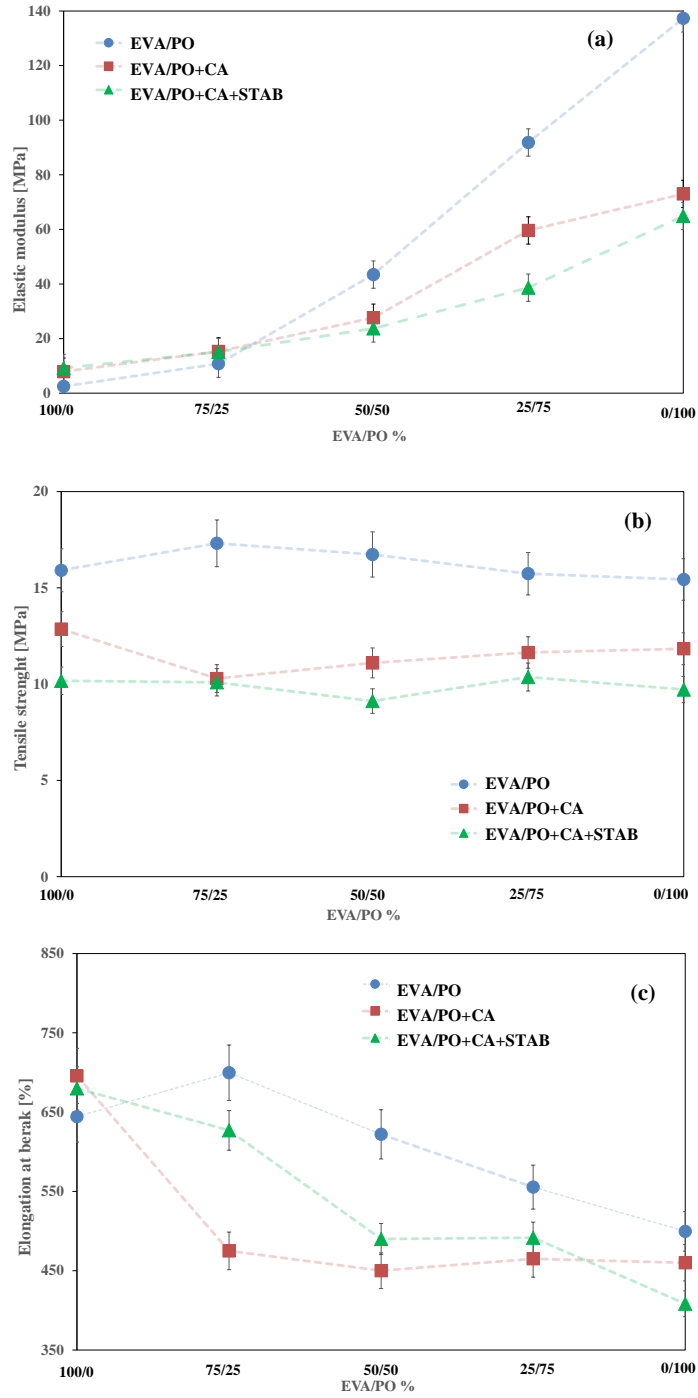 140
120
100
80
60
40
20
0
Elastic modulus [MPa]
EVA/PO
EVA/PO+CA
EVA/PO+CA+STAB
(a)
100/0 75/25 50/50 25/75 0/100
EVA/PO %
20
15
10
5
0
Tensile strenght [MPa]
(b)
EVA/PO
EVA/PO+CA
EVA/PO+CA+STAB
100/0 75/25 50/50 25/75 0/100
EVA/PO %
850
750
650
550
450
350
Elongation at berak [%]
EVA/PO
EVA/PO+CA
EVA/PO+CA+STAB
(c)
100/0 75/25 50/50 25/75 0/100
EVA/PO %